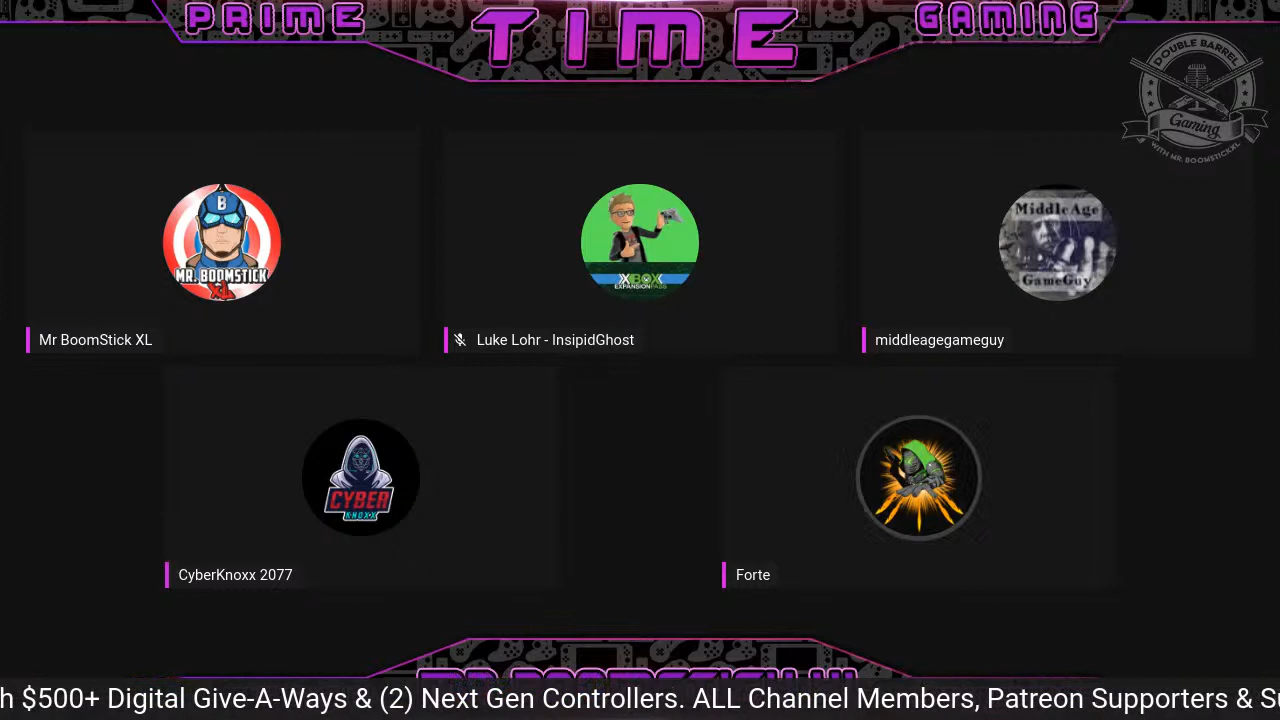 PRIME TIME GAMING
DOUBLE BARREL
Gaming
WITH MR. BOOMSTICKXL
B
MR. BOOMSTICK
XL
XBOX
EXPANSION PASS
Middle Age
GameGuy
Mr BoomStick XL
Luke Lohr - InsipidGhost
middleagegameguy
CYBER
KNOXX
CyberKnoxx 2077
Forte
h $500+ Digital Give-A-Ways & (2) Next Gen Controllers. ALL Channel Members, Patreon Supporters & S